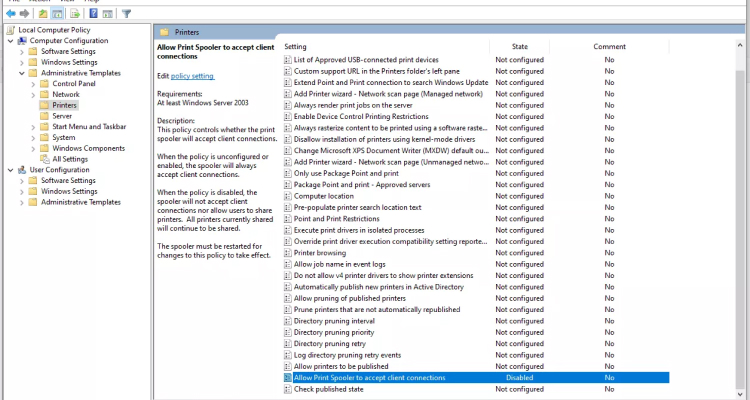 File Action View Help
Local Computer Policy
Computer Configuration
Software Settings
Windows Settings
Administrative Templates
Control Panel
Network
Printers
Server
Start Menu and Taskbar
System
Windows Components
All Settings
User Configuration
Software Settings
Windows Settings
Administrative Templates
Printers
Allow Print Spooler to accept client
connections
Edit policy setting
Requirements:
At least Windows Server 2003
Description:
This policy controls whether the print
spooler will accept client connections.
When the policy is unconfigured or
enabled, the spooler will always
accept client connections.
When the policy is disabled, the
spooler will not accept client
connections nor allow users to share
printers. All printers currently shared
will continue to be shared.
The spooler must be restarted for
changes to this policy to take effect.
Setting State Comment
List of Approved USB-connected print devices Not configured No
Custom support URL in the Printers folder's left pane Not configured No
Extend Point and Print connection to search Windows Update Not configured No
Add Printer wizard - Network scan page (Managed network) Not configured No
Always render print jobs on the server Not configured No
Enable Device Control Printing Restrictions Not configured No
Always rasterize content to be printed using a software raste... Not configured No
Disallow installation of printers using kernel-mode drivers Not configured No
Change Microsoft XPS Document Writer (MXDW) default ou... Not configured No
Add Printer wizard - Network scan page (Unmanaged netwo... Not configured No
Only use Package Point and print Not configured No
Package Point and print - Approved servers Not configured No
Computer location Not configured No
Pre-populate printer search location text Not configured No
Point and Print Restrictions Not configured No
Execute print drivers in isolated processes Not configured No
Override print driver execution compatibility setting reporte... Not configured No
Printer browsing Not configured No
Allow job name in event logs Not configured No
Do not allow v4 printer drivers to show printer extensions Not configured No
Automatically publish new printers in Active Directory Not configured No
Allow pruning of published printers Not configured No
Prune printers that are not automatically republished Not configured No
Directory pruning interval Not configured No
Directory pruning priority Not configured No
Directory pruning retry Not configured No
Log directory pruning retry events Not configured No
Allow printers to be published Not configured No
Allow Print Spooler to accept client connections Disabled No
Check published state Not configured No